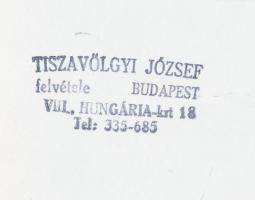 TISZAVÖLGYI JÓZSEF
felvétele BUDAPEST
VIII., HUNGÁRIA-krt 18
Tel: 335-685